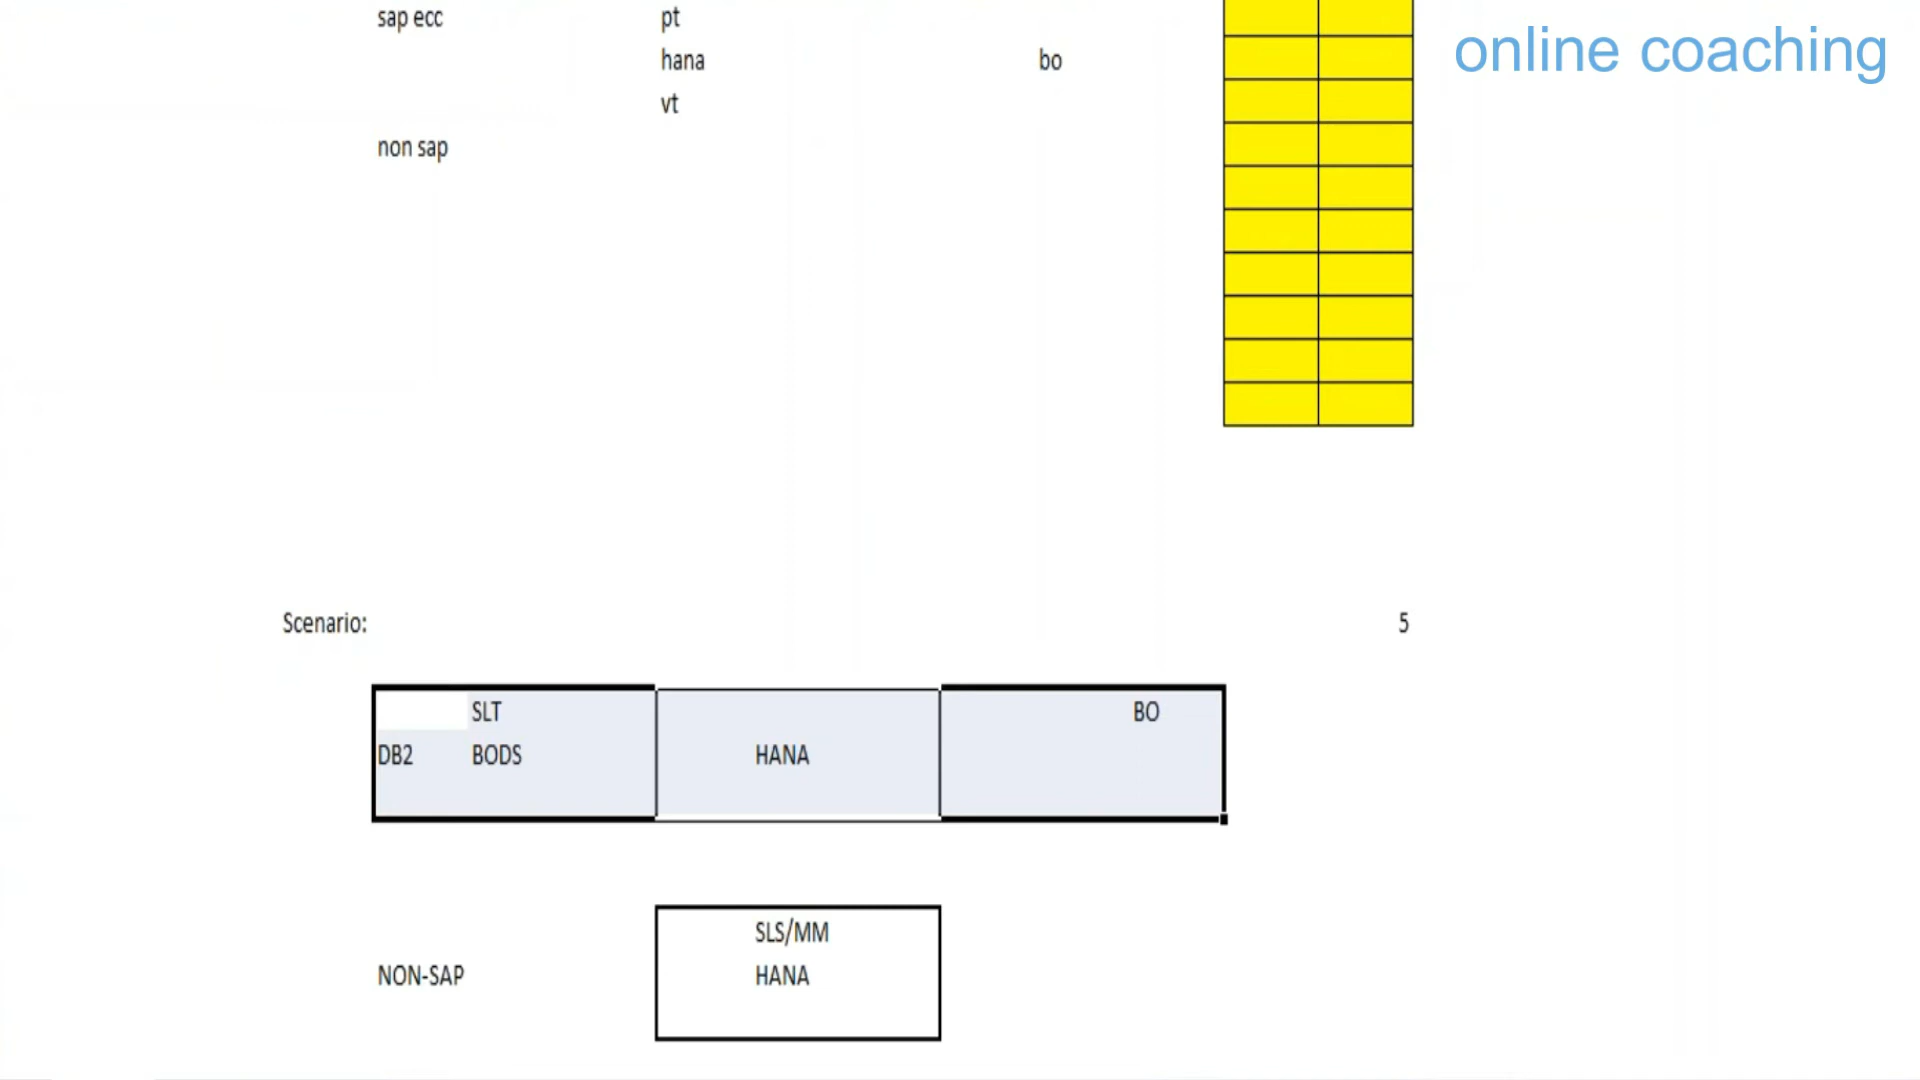 sap ecc pt
online coaching
hana bo
vt
non sap
Scenario: 5
SLT BO
DB2 BODS HANA
SLS/MM
NON-SAP HANA